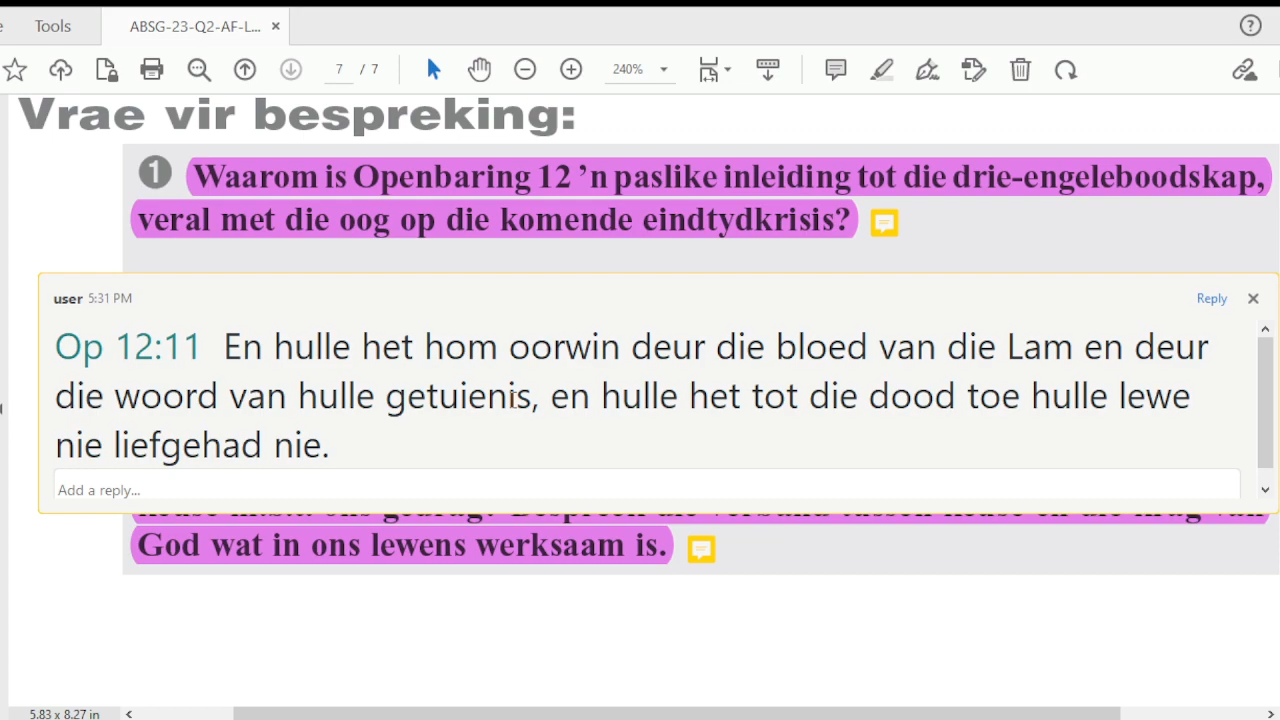 Tools
ABSG-23-Q2-AF-L... ×
7 / 7
240%
Vrae vir bespreking:
1 Waarom is Openbaring 12 ’n paslike inleiding tot die drie-engeleboodskap,
veral met die oog op die komende eindtydkrisis?
user 5:31 PM
Reply
Op 12:11 En hulle het hom oorwin deur die bloed van die Lam en deur
die woord van hulle getuienis, en hulle het tot die dood toe hulle lewe
nie liefgehad nie.
Add a reply...
God wat in ons lewens werksaam is.
5.83 x 8.27 in